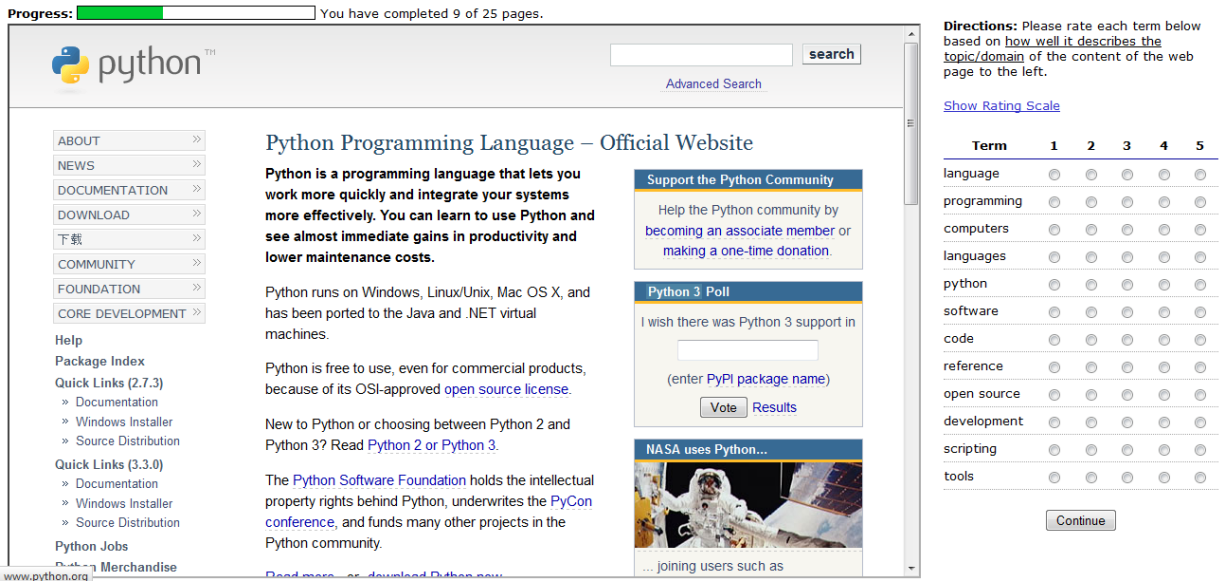 Progress: You have completed 9 of 25 pages.
python™
search
Advanced Search
ABOUT »
NEWS »
DOCUMENTATION »
DOWNLOAD »
下载 »
COMMUNITY »
FOUNDATION »
CORE DEVELOPMENT »
Help
Package Index
Quick Links (2.7.3)
» Documentation
» Windows Installer
» Source Distribution
Quick Links (3.3.0)
» Documentation
» Windows Installer
» Source Distribution
Python Jobs
Python Merchandise
www.python.org
Python Programming Language – Official Website
Python is a programming language that lets you
work more quickly and integrate your systems
more effectively. You can learn to use Python and
see almost immediate gains in productivity and
lower maintenance costs.
Python runs on Windows, Linux/Unix, Mac OS X, and
has been ported to the Java and .NET virtual
machines.
Python is free to use, even for commercial products,
because of its OSI-approved open source license.
New to Python or choosing between Python 2 and
Python 3? Read Python 2 or Python 3.
The Python Software Foundation holds the intellectual
property rights behind Python, underwrites the PyCon
conference, and funds many other projects in the
Python community.
Read more, -or- download Python now
Support the Python Community
Help the Python community by
becoming an associate member or
making a one-time donation.
Python 3 Poll
I wish there was Python 3 support in
(enter PyPI package name)
Vote Results
NASA uses Python...
... joining users such as
Directions: Please rate each term below
based on how well it describes the
topic/domain of the content of the web
page to the left.
Show Rating Scale
Term 1 2 3 4 5
language
programming
computers
languages
python
software
code
reference
open source
development
scripting
tools
Continue